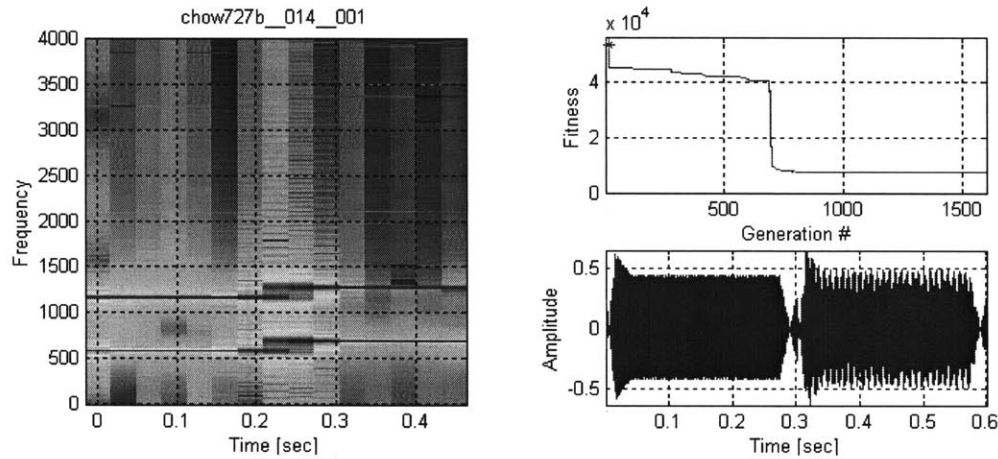 chow727b__014__001
4000
3500
3000
2500
2000
1500
1000
500
0
Frequency
0 0.1 0.2 0.3 0.4
Time [sec]
x 10^4
4
2
0
Fitness
500 1000 1500
Generation #
0.5
0
-0.5
Amplitude
0.1 0.2 0.3 0.4 0.5 0.6
Time [sec]